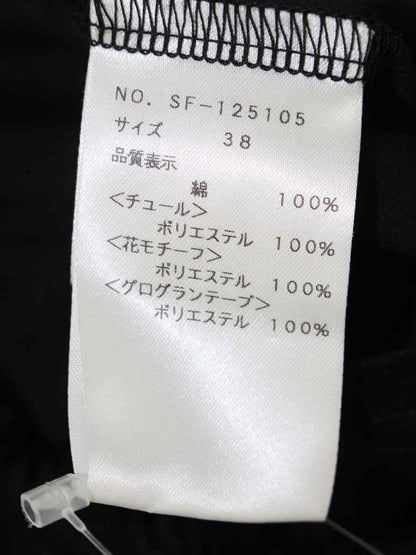 NO. SF-125105
サイズ 38
品質表示
綿 100%
<チュール>
ポリエステル 100%
<花モチーフ>
ポリエステル 100%
<グログランテープ>
ポリエステル 100%